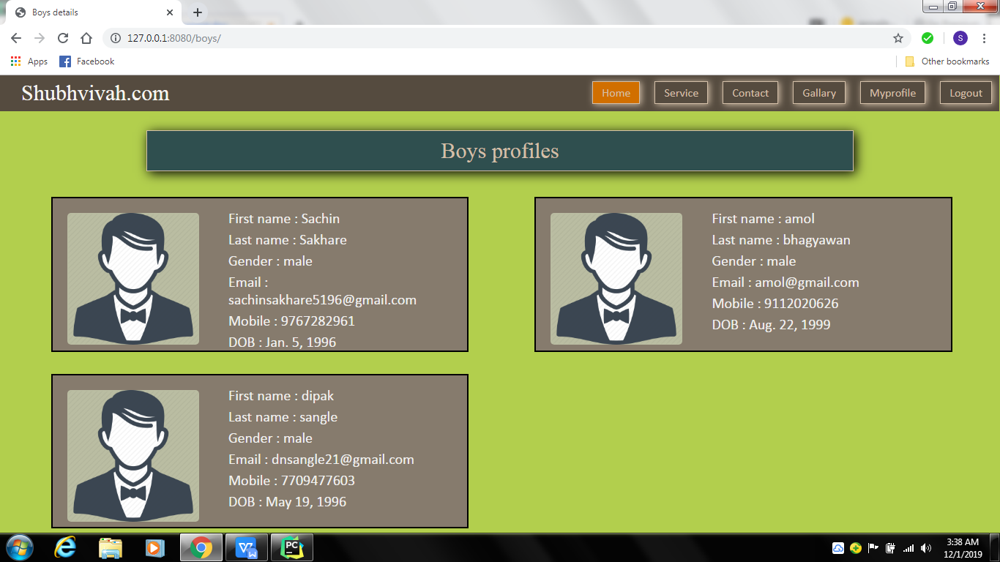 Boys details
127.0.0.1:8080/boys/
S
Apps
Facebook
Other bookmarks
Shubhvivah.com
Home
Service
Contact
Gallary
Myprofile
Logout
Boys profiles
First name : Sachin
Last name : Sakhare
Gender : male
Email :
sachinsakhare5196@gmail.com
Mobile : 9767282961
DOB : Jan. 5, 1996
First name : amol
Last name : bhagyawan
Gender : male
Email : amol@gmail.com
Mobile : 9112020626
DOB : Aug. 22, 1999
First name : dipak
Last name : sangle
Gender : male
Email : dnsangle21@gmail.com
Mobile : 7709477603
DOB : May 19, 1996
PC
3:38 AM
12/1/2019